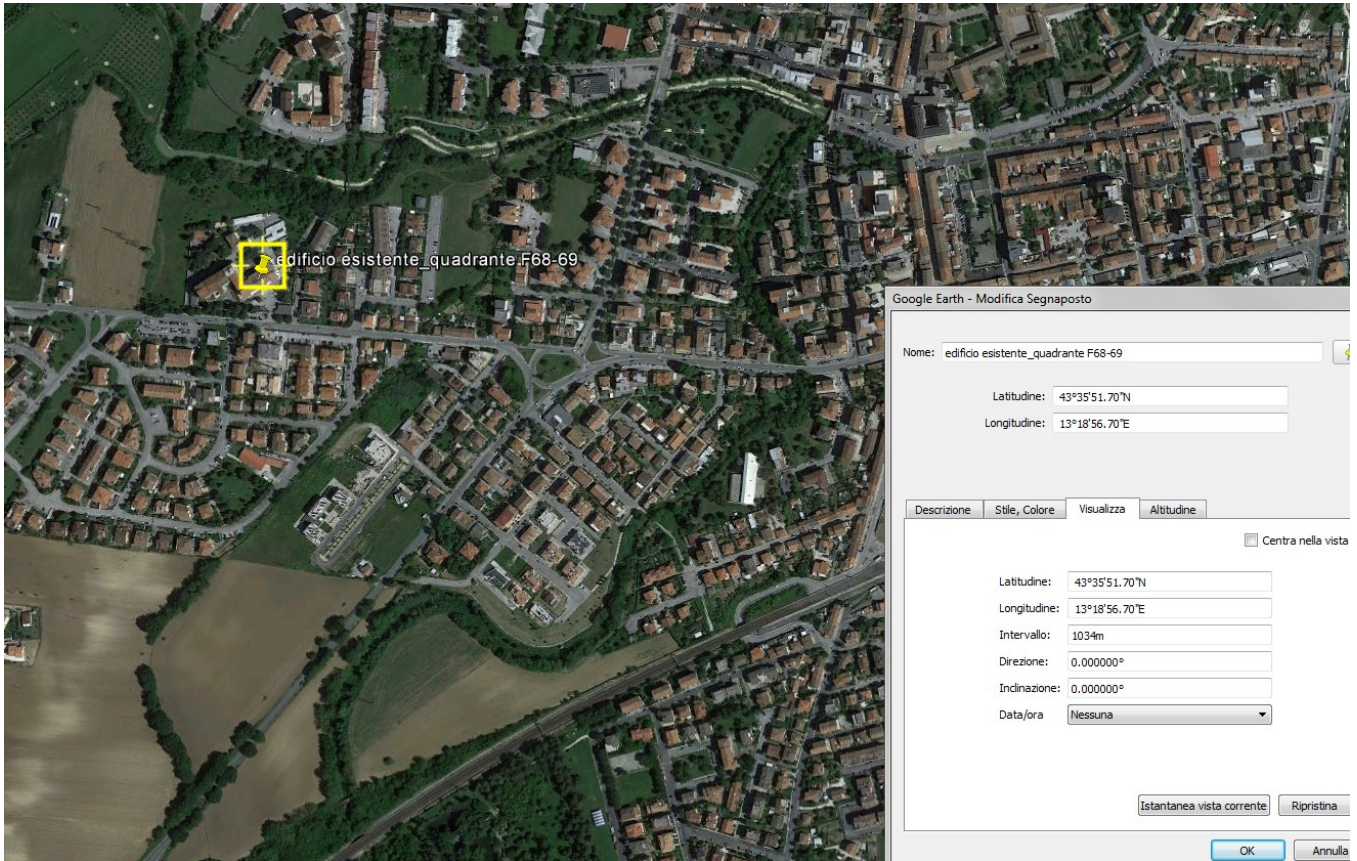 edificio esistente_quadrante F68-69
Google Earth - Modifica Segnaposto
Nome: edificio esistente_quadrante F68-69
Latitudine: 43°35'51.70"N
Longitudine: 13°18'56.70"E
Descrizione Stile, Colore Visualizza Altitudine
Centra nella vista
Latitudine: 43°35'51.70"N
Longitudine: 13°18'56.70"E
Intervallo: 1034m
Direzione: 0.000000°
Inclinazione: 0.000000°
Data/ora Nessuna
Istantanea vista corrente Ripristina
OK Annulla